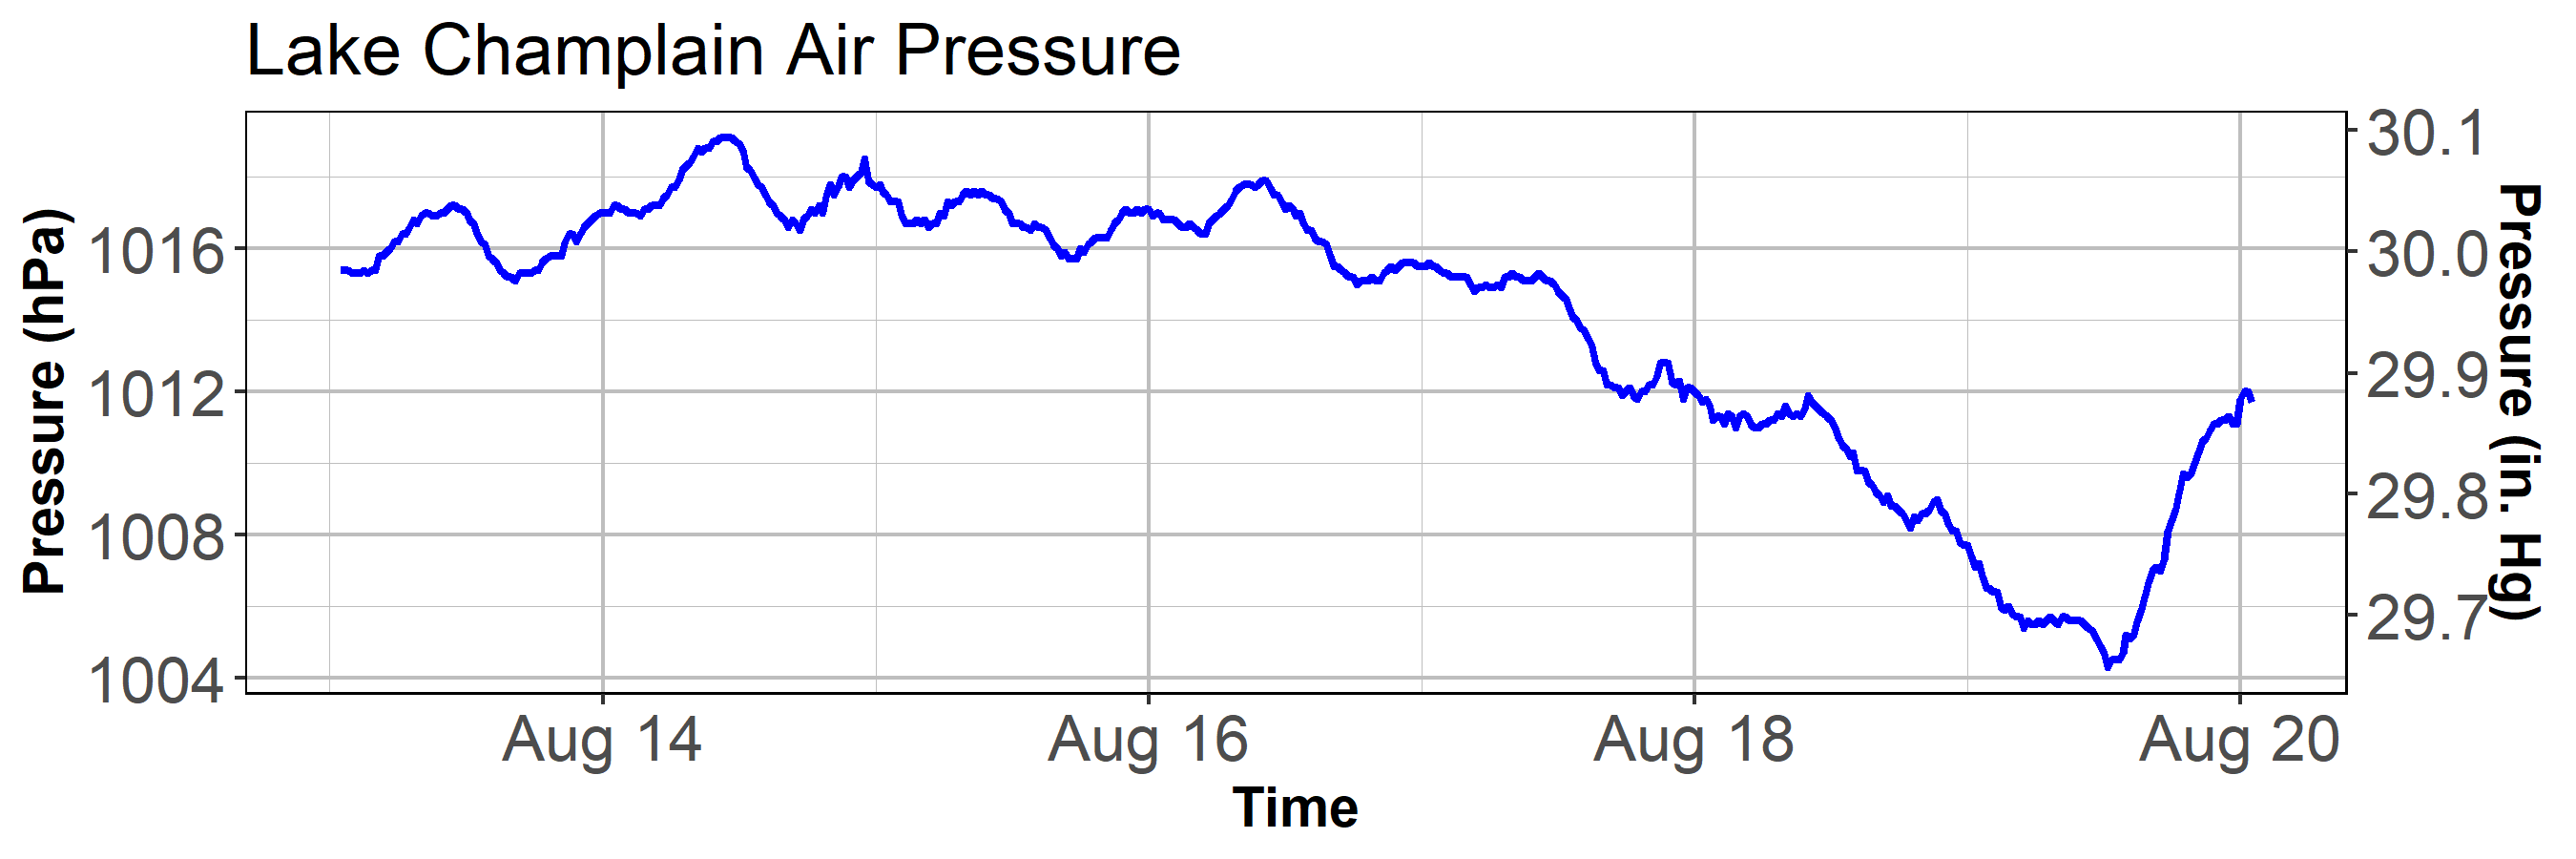 Lake Champlain Air Pressure
Pressure (hPa)
1016
1012
1008
1004
30.1
30.0
29.9
29.8
29.7
Pressure (in. Hg)
Aug 14
Aug 16
Aug 18
Aug 20
Time